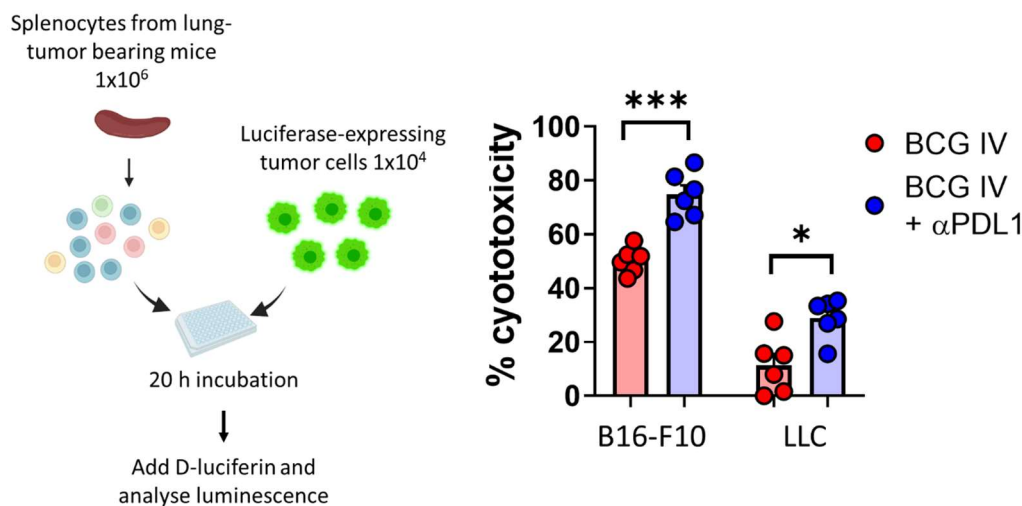 Splenocytes from lung-
tumor bearing mice
1x10⁶
Luciferase-expressing
tumor cells 1x10⁴
20 h incubation
Add D-luciferin and
analyse luminescence
% cyototoxicity
100
80
60
40
20
0
***
*
B16-F10
LLC
BCG IV
BCG IV
+ αPDL1